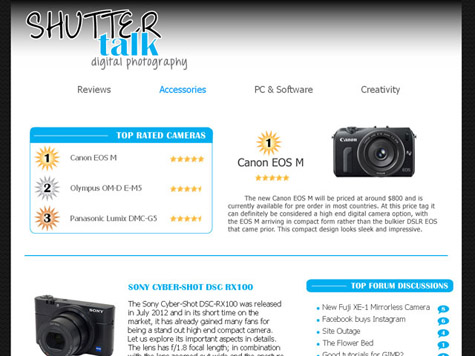 SHUTTER
talk
digital photography
Reviews
Accessories
PC & Software
Creativity
TOP RATED CAMERAS
1 Canon EOS M
2 Olympus OM-D E-M5
3 Panasonic Lumix DMC-G5
1
Canon EOS M
Canon
The new Canon EOS M will be priced at around $800 and is
currently available for pre order in most countries. At this price tag it
can definitely be considered a high end digital camera option, with
the EOS M arriving in compact form rather than the bulkier DSLR EOS
that came prior. This compact design looks sleek and impressive.
SONY
SONY CYBER-SHOT DSC RX100
The Sony Cyber-Shot DSC-RX100 was released
in July 2012 and in its short time on the
market, it has already gained many fans for
being a stand out high end compact camera.
Let us explore its important aspects in details.
The lens has f/1.8 focal length; in combination
TOP FORUM DISCUSSIONS
New Fuji XE-1 Mirrorless Camera
Facebook buys Instagram
Site Outage
The Flower Bed
Good tutorials for GIMP?